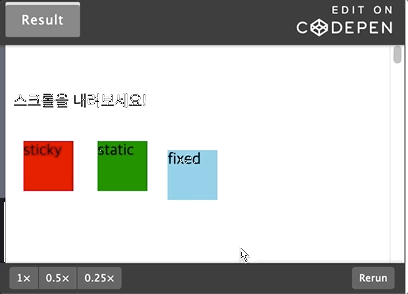 Result
EDIT ON
CODEPEN
스크롤을 내려보세요!
sticky
static
fixed
1×
0.5×
0.25×
Rerun